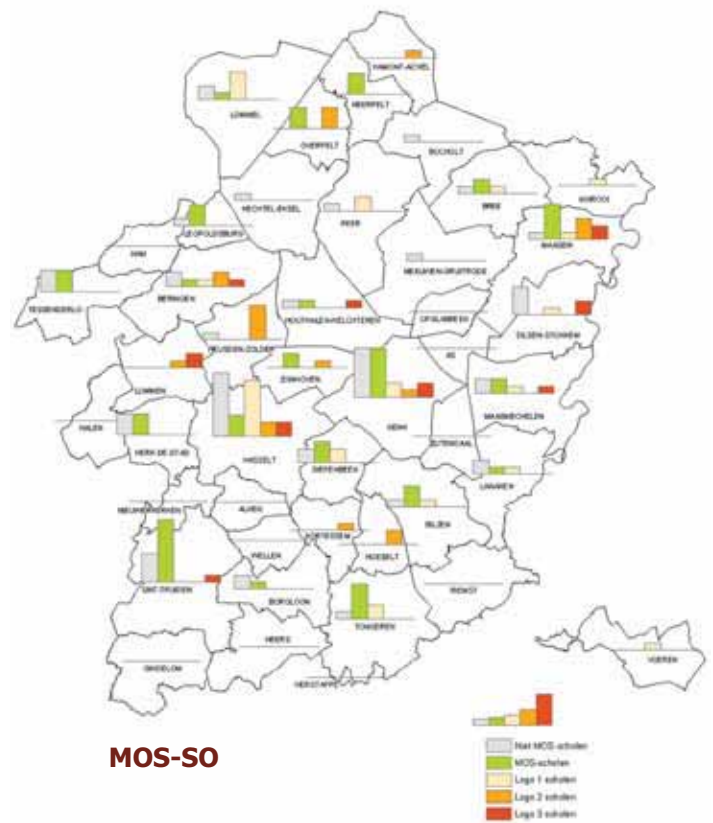 HAMONT-ACHEL
NEERPELT
LOMMEL
OVERPELT
BOCHOLT
HECHTEL-EKSEL
PEER
BREE
KINROOI
LEOPOLDSBURG
HAM
MAASEIK
MEEUWEN-GRUITRODE
TESSENDERLO
BERINGEN
HOUTHALEN-HELCHTEREN
OPGLABBEEK
DILSEN-STOKKEM
HEUSDEN-ZOLDER
AS
LUMMEN
ZONHOVEN
GENK
MAASMECHELEN
HALEN
HERK-DE-STAD
HASSELT
ZUTENDAAL
DIEPENBEEK
LANAKEN
NIEUWERKERKEN
ALKEN
BILZEN
KORTESSEM
HOESELT
WELLEN
SINT-TRUIDEN
BORGLOON
RIEMST
TONGEREN
HEERS
GINGELOM
VOEREN
HERSTAPPE
MOS-SO
Niet MOS-scholen
MOS-scholen
Logo 1 scholen
Logo 2 scholen
Logo 3 scholen